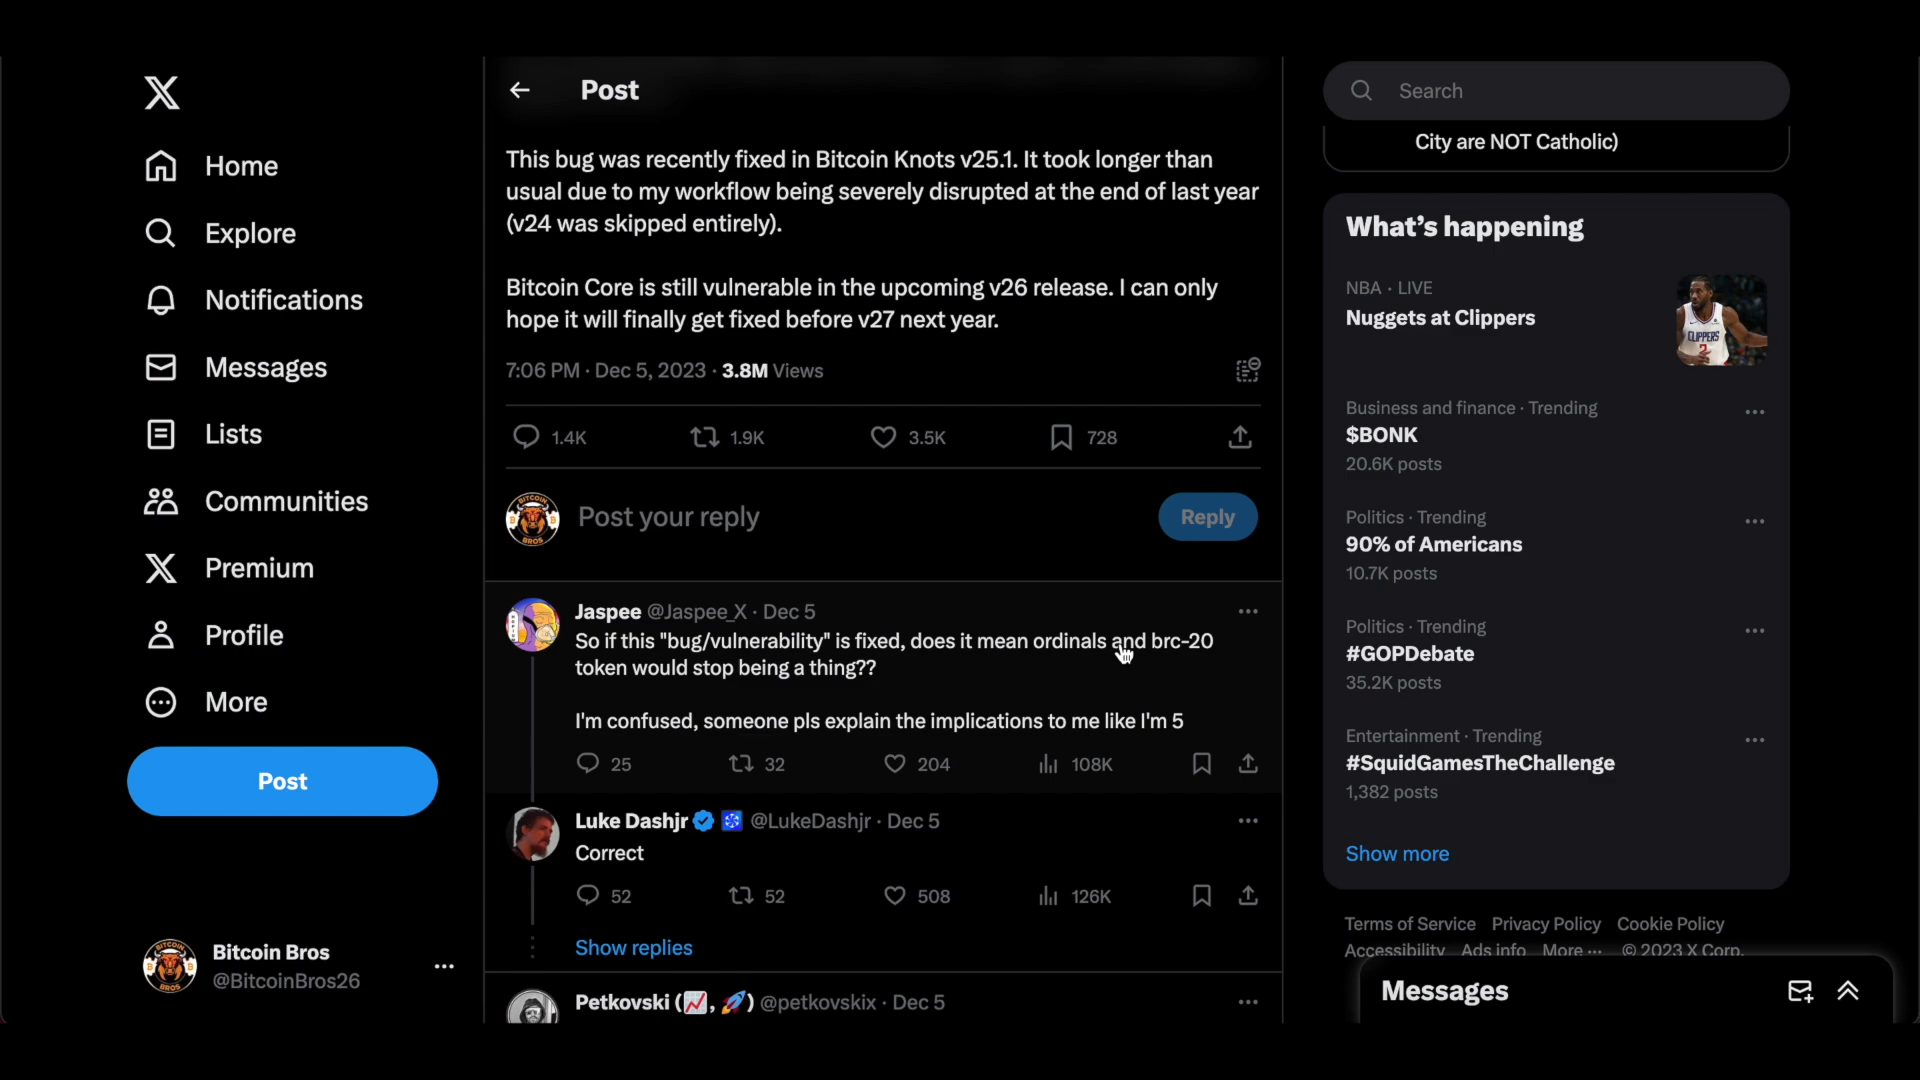 Home
Explore
Notifications
Messages
Lists
Communities
Premium
Profile
More
Post
Bitcoin Bros
@BitcoinBros26
Post
This bug was recently fixed in Bitcoin Knots v25.1. It took longer than
usual due to my workflow being severely disrupted at the end of last year
(v24 was skipped entirely).
Bitcoin Core is still vulnerable in the upcoming v26 release. I can only
hope it will finally get fixed before v27 next year.
7:06 PM · Dec 5, 2023 · 3.8M Views
1.4K 1.9K 3.5K 728
Post your reply
Reply
Jaspee @Jaspee_X · Dec 5
So if this "bug/vulnerability" is fixed, does it mean ordinals and brc-20
token would stop being a thing??
I'm confused, someone pls explain the implications to me like I'm 5
25 32 204 108K
Luke Dashjr @LukeDashjr · Dec 5
Correct
52 52 508 126K
Show replies
Petkovski (📈, 🚀) @petkovskix · Dec 5
Search
City are NOT Catholic)
What's happening
NBA · LIVE
Nuggets at Clippers
CLIPPERS
2
Business and finance · Trending
$BONK
20.6K posts
Politics · Trending
90% of Americans
10.7K posts
Politics · Trending
#GOPDebate
35.2K posts
Entertainment · Trending
#SquidGamesTheChallenge
1,382 posts
Show more
Terms of Service Privacy Policy Cookie Policy
Accessibility Ads info More ··· © 2023 X Corp.
Messages